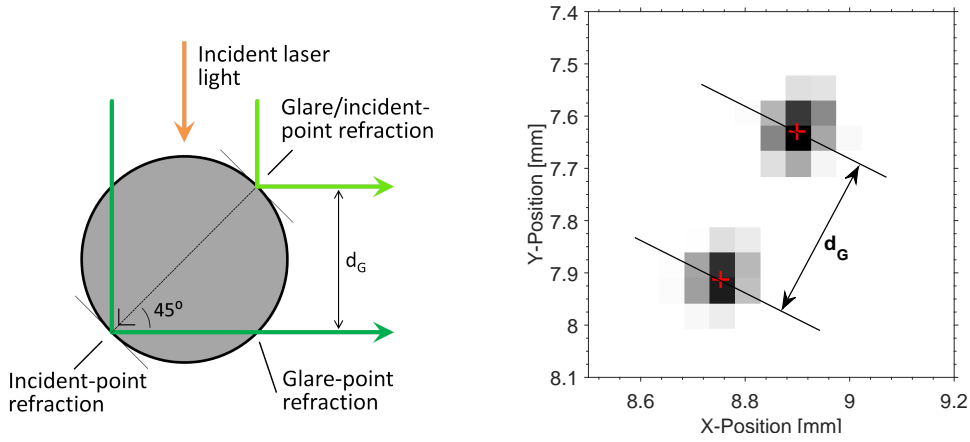 Incident laser
light
Glare/incident-
point refraction
d_G
45°
Incident-point
refraction
Glare-point
refraction
7.4
7.5
7.6
7.7
7.8
7.9
8
8.1
Y-Position [mm]
d_G
8.6
8.8
9
9.2
X-Position [mm]